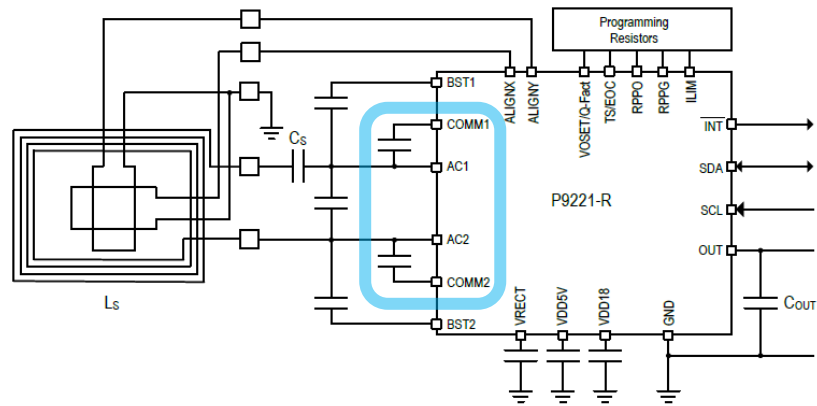 Programming
Resistors
BST1
COMM1
AC1
AC2
COMM2
BST2
ALIGNX
ALIGNY
VOSET/Q-Fact
TS/EOC
RPPO
RPPG
ILIM
INT
SDA
SCL
OUT
P9221-R
CS
LS
COUT
VRECT
VDD5V
VDD18
GND